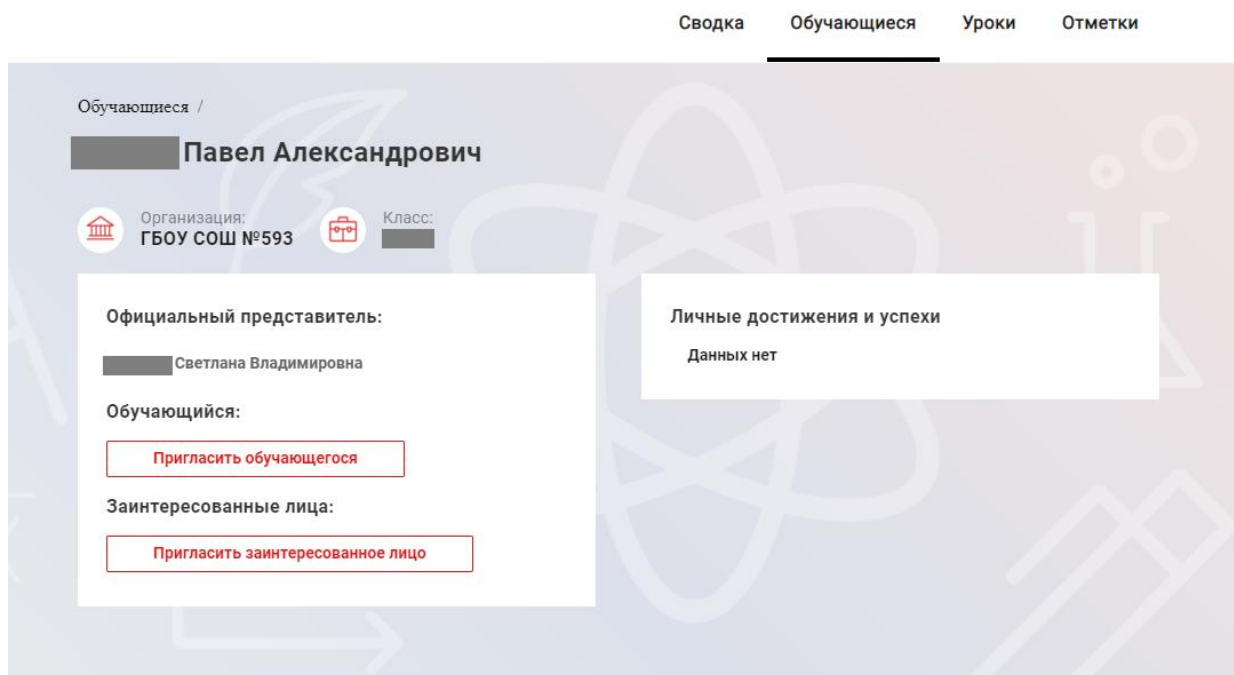 Сводка Обучающиеся Уроки Отметки
Обучающиеся /
Павел Александрович
Организация:
ГБОУ СОШ №593
Класс:
Официальный представитель:
Светлана Владимировна
Обучающийся:
Пригласить обучающегося
Заинтересованные лица:
Пригласить заинтересованное лицо
Личные достижения и успехи
Данных нет